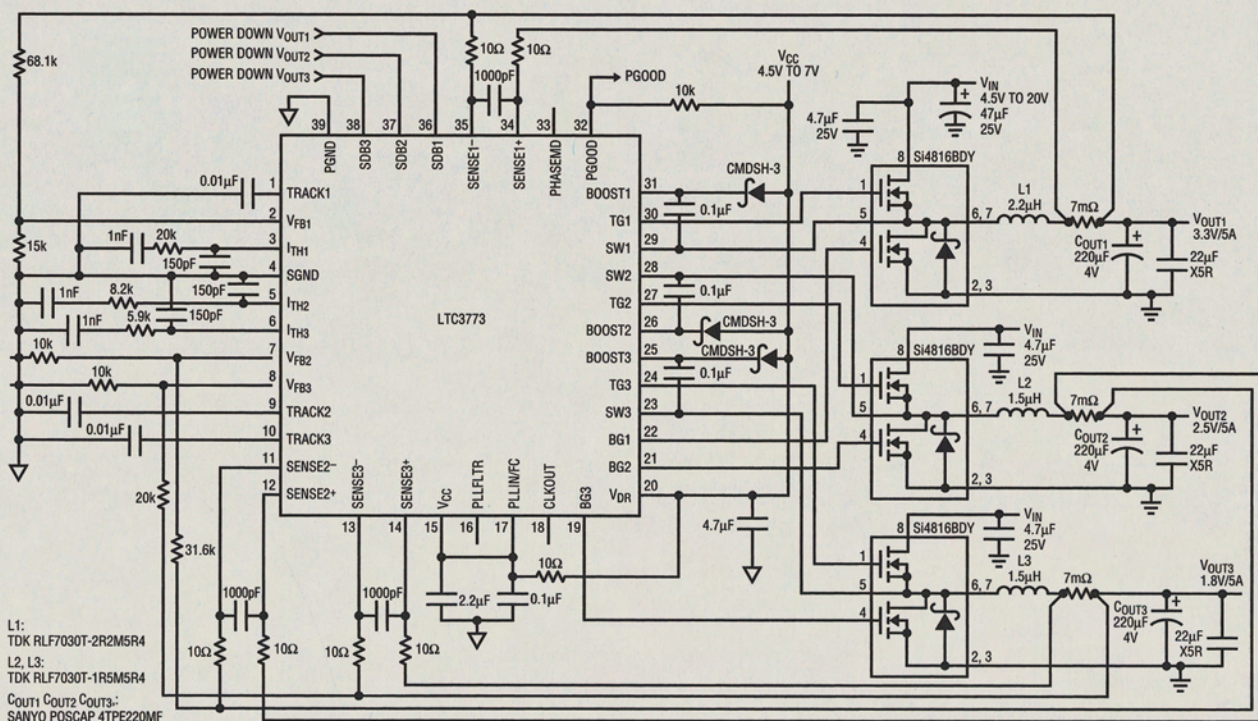 POWER DOWN VOUT1
POWER DOWN VOUT2
POWER DOWN VOUT3
68.1k
10Ω
10Ω
1000pF
PGOOD
10k
VCC
4.5V TO 7V
4.7µF
25V
VIN
4.5V TO 20V
47µF
25V
39 38 37 36 35 34 33 32
PGND
SDB3
SDB2
SDB1
SENSE1-
SENSE1+
PHASEMD
PGOOD
0.01µF
1 TRACK1
2 VFB1
3 ITH1
4 SGND
5 ITH2
6 ITH3
7 VFB2
8 VFB3
9 TRACK2
10 TRACK3
11 SENSE2-
12 SENSE2+
15k
1nF
20k
150pF
150pF
1nF
8.2k
150pF
1nF
5.9k
10k
10k
0.01µF
0.01µF
20k
31.6k
LTC3773
BOOST1 31
TG1 30
SW1 29
SW2 28
TG2 27
BOOST2 26
BOOST3 25
TG3 24
SW3 23
BG1 22
BG2 21
VDR 20
CMDSH-3
0.1µF
0.1µF
CMDSH-3
CMDSH-3
0.1µF
4.7µF
SENSE3-
SENSE3+
VCC
PLLFLTR
PLLIN/FC
CLKOUT
BG3
13 14 15 16 17 18 19
10Ω
2.2µF
0.1µF
1000pF
1000pF
10Ω
10Ω
10Ω
10Ω
8 Si4816BDY
1
5
4
6, 7
2, 3
L1
2.2µH
7mΩ
VOUT1
3.3V/5A
COUT1
220µF
4V
22µF
X5R
8 Si4816BDY
VIN
4.7µF
25V
1
5
4
6, 7
2, 3
L2
1.5µH
7mΩ
VOUT2
2.5V/5A
COUT2
220µF
4V
22µF
X5R
8 Si4816BDY
VIN
4.7µF
25V
1
5
4
6, 7
2, 3
L3
1.5µH
7mΩ
VOUT3
1.8V/5A
COUT3
220µF
4V
22µF
X5R
L1:
TDK RLF7030T-2R2M5R4
L2, L3:
TDK RLF7030T-1R5M5R4
COUT1 COUT2 COUT3,:
SANYO POSCAP 4TPE220MF